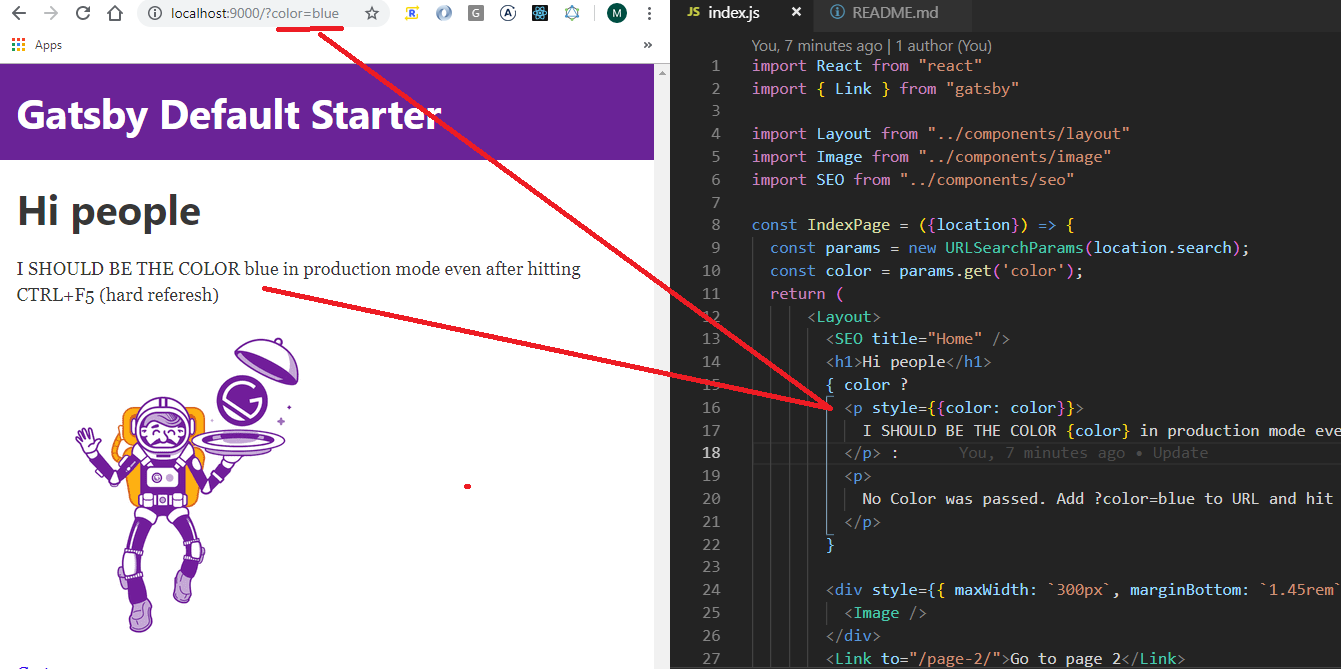 localhost:9000/?color=blue
R
G
A
M
Apps
»
Gatsby Default Starter
Hi people
I SHOULD BE THE COLOR blue in production mode even after hitting
CTRL+F5 (hard referesh)
G
JS index.js ×
README.md
You, 7 minutes ago | 1 author (You)
1 import React from "react"
2 import { Link } from "gatsby"
3
4 import Layout from "../components/layout"
5 import Image from "../components/image"
6 import SEO from "../components/seo"
7
8 const IndexPage = ({location}) => {
9 const params = new URLSearchParams(location.search);
10 const color = params.get('color');
11 return (
12 <Layout>
13 <SEO title="Home" />
14 <h1>Hi people</h1>
15 { color ?
16 <p style={{color: color}}>
17 I SHOULD BE THE COLOR {color} in production mode eve
18 </p> : You, 7 minutes ago • Update
19 <p>
20 No Color was passed. Add ?color=blue to URL and hit
21 </p>
22 }
23
24 <div style={{ maxWidth: `300px`, marginBottom: `1.45rem`
25 <Image />
26 </div>
27 <Link to="/page-2/">Go to page 2</Link>